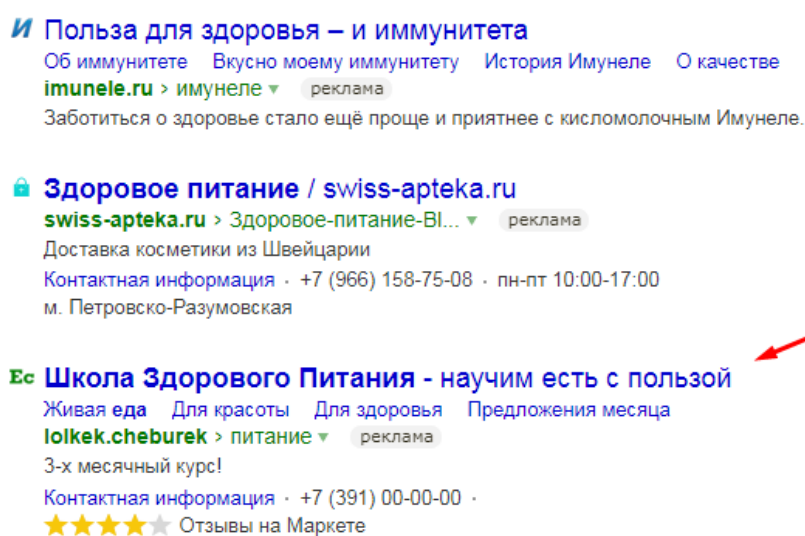 И Польза для здоровья – и иммунитета
Об иммунитете Вкусно моему иммунитету История Имунеле О качестве
imunele.ru › имунеле ▾ реклама
Заботиться о здоровье стало ещё проще и приятнее с кисломолочным Имунеле.
Здоровое питание / swiss-apteka.ru
swiss-apteka.ru › Здоровое-питание-Bl... ▾ реклама
Доставка косметики из Швейцарии
Контактная информация · +7 (966) 158-75-08 · пн-пт 10:00-17:00
м. Петровско-Разумовская
Ес Школа Здорового Питания - научим есть с пользой
Живая еда Для красоты Для здоровья Предложения месяца
lolkek.cheburek › питание ▾ реклама
3-х месячный курс!
Контактная информация · +7 (391) 00-00-00 ·
Отзывы на Маркете